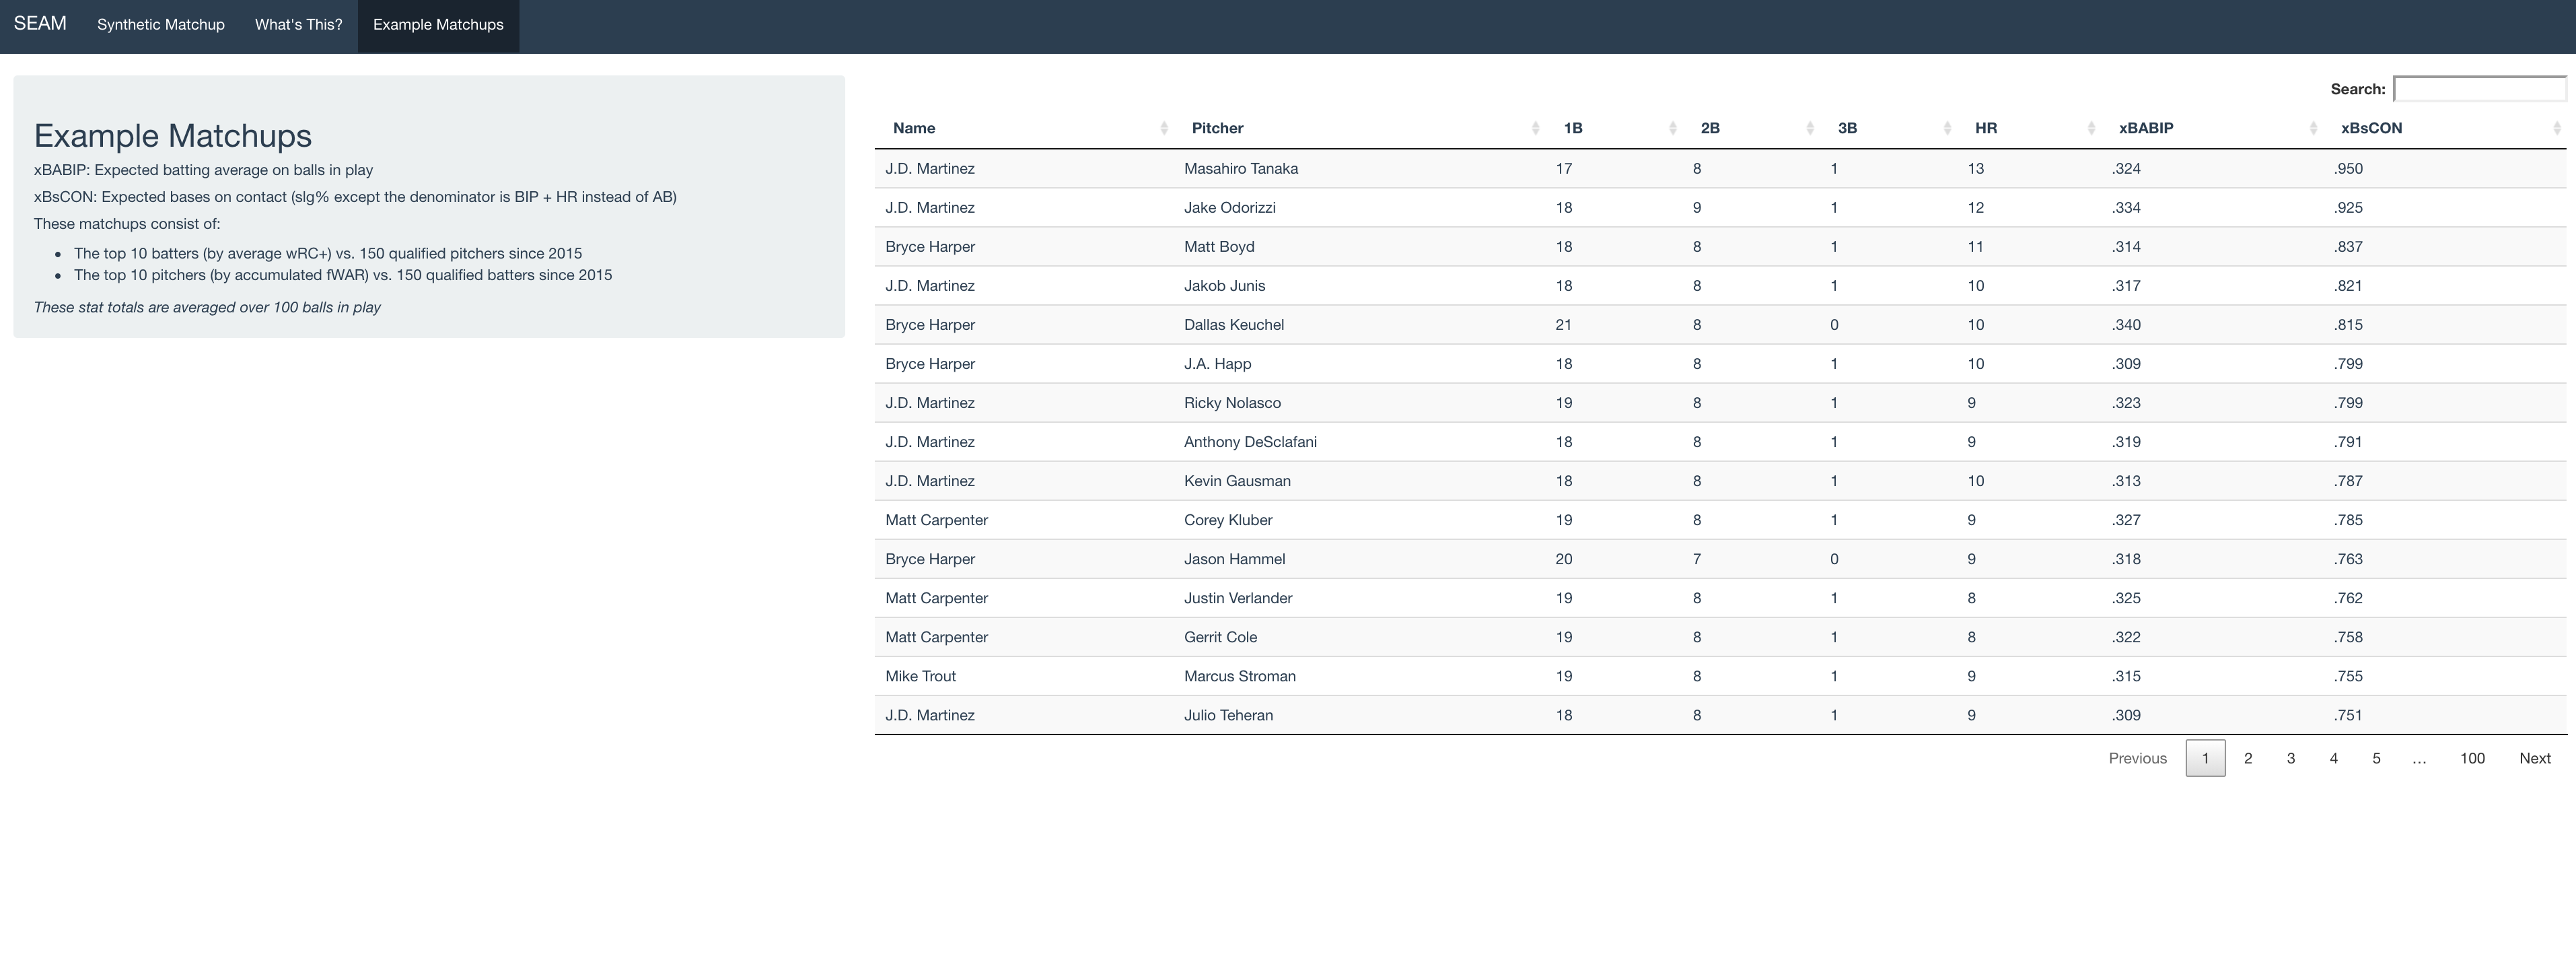 SEAM Synthetic Matchup What's This? Example Matchups
Example Matchups
xBABIP: Expected batting average on balls in play
xBsCON: Expected bases on contact (slg% except the denominator is BIP + HR instead of AB)
These matchups consist of:
• The top 10 batters (by average wRC+) vs. 150 qualified pitchers since 2015
• The top 10 pitchers (by accumulated fWAR) vs. 150 qualified batters since 2015
These stat totals are averaged over 100 balls in play
Search:
Name Pitcher 1B 2B 3B HR xBABIP xBsCON
J.D. Martinez Masahiro Tanaka 17 8 1 13 .324 .950
J.D. Martinez Jake Odorizzi 18 9 1 12 .334 .925
Bryce Harper Matt Boyd 18 8 1 11 .314 .837
J.D. Martinez Jakob Junis 18 8 1 10 .317 .821
Bryce Harper Dallas Keuchel 21 8 0 10 .340 .815
Bryce Harper J.A. Happ 18 8 1 10 .309 .799
J.D. Martinez Ricky Nolasco 19 8 1 9 .323 .799
J.D. Martinez Anthony DeSclafani 18 8 1 9 .319 .791
J.D. Martinez Kevin Gausman 18 8 1 10 .313 .787
Matt Carpenter Corey Kluber 19 8 1 9 .327 .785
Bryce Harper Jason Hammel 20 7 0 9 .318 .763
Matt Carpenter Justin Verlander 19 8 1 8 .325 .762
Matt Carpenter Gerrit Cole 19 8 1 8 .322 .758
Mike Trout Marcus Stroman 19 8 1 9 .315 .755
J.D. Martinez Julio Teheran 18 8 1 9 .309 .751
Previous 1 2 3 4 5 … 100 Next